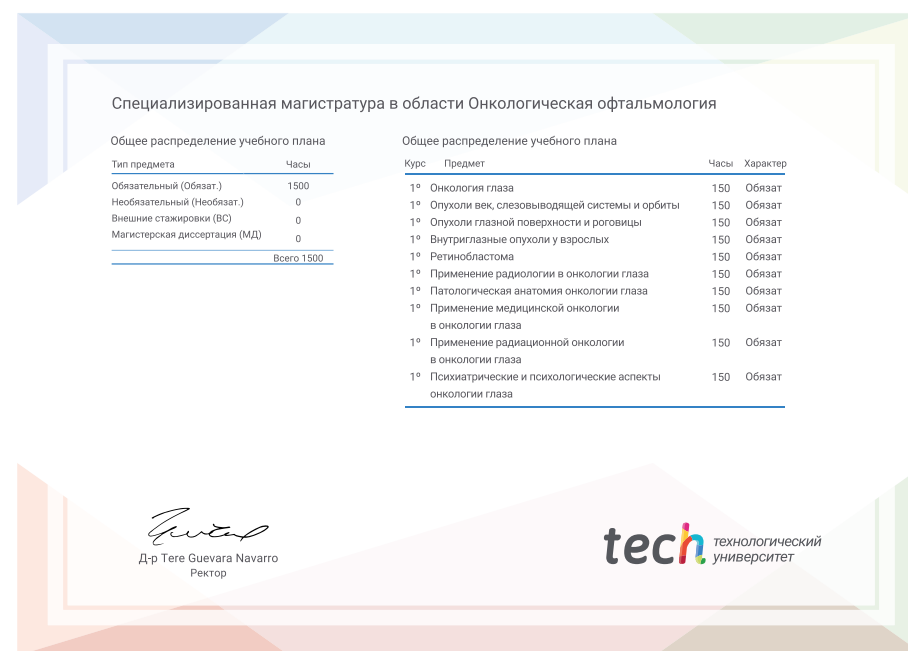 Специализированная магистратура в области Онкологическая офтальмология
Общее распределение учебного плана
Тип предмета Часы
Обязательный (Обязат.) 1500
Необязательный (Необязат.) 0
Внешние стажировки (ВС) 0
Магистерская диссертация (МД) 0
Всего 1500
Общее распределение учебного плана
Курс Предмет Часы Характер
1º Онкология глаза 150 Обязат
1º Опухоли век, слезовыводящей системы и орбиты 150 Обязат
1º Опухоли глазной поверхности и роговицы 150 Обязат
1º Внутриглазные опухоли у взрослых 150 Обязат
1º Ретинобластома 150 Обязат
1º Применение радиологии в онкологии глаза 150 Обязат
1º Патологическая анатомия онкологии глаза 150 Обязат
1º Применение медицинской онкологии 150 Обязат
в онкологии глаза
1º Применение радиационной онкологии 150 Обязат
в онкологии глаза
1º Психиатрические и психологические аспекты 150 Обязат
онкологии глаза
Д-р Tere Guevara Navarro
Ректор
tech технологический
университет